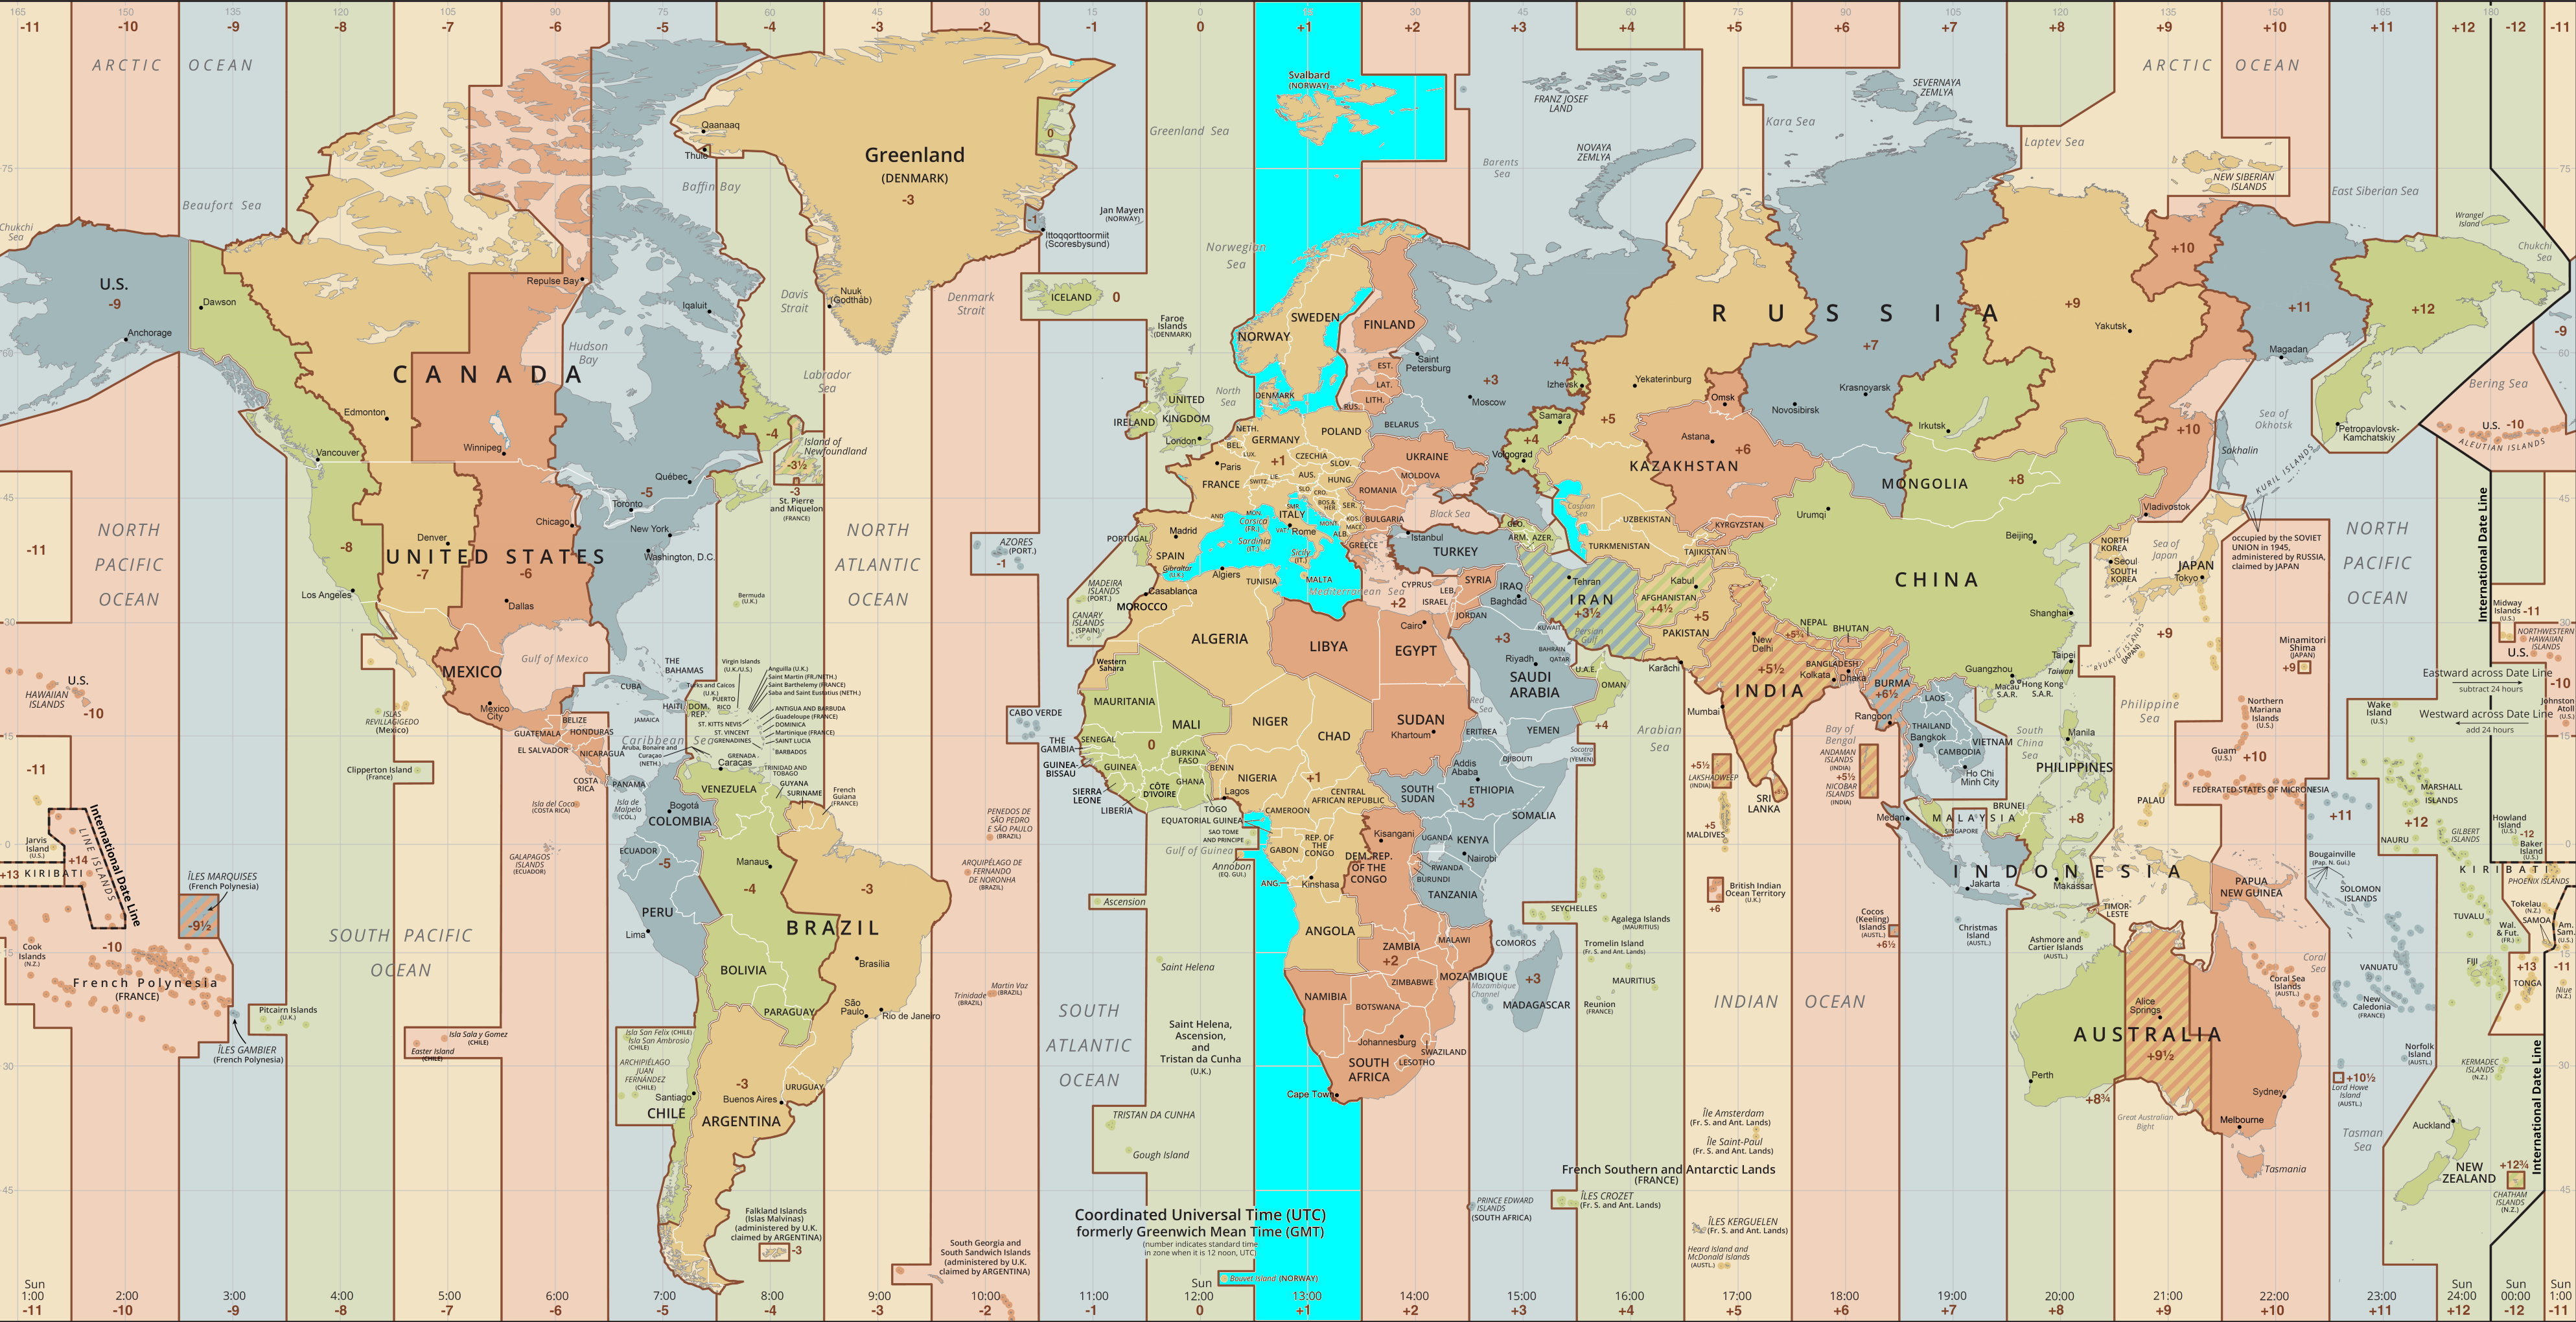 165 150 135 120 105 90 75 60 45 30 15 0 15 30 45 60 75 90 105 120 135 150 165 180
-11 -10 -9 -8 -7 -6 -5 -4 -3 -2 -1 0 +1 +2 +3 +4 +5 +6 +7 +8 +9 +10 +11 +12 -12 -11
ARCTIC OCEAN
ARCTIC OCEAN
Chukchi
Sea
Beaufort Sea
Baffin Bay
Qaanaaq
Thule
Greenland
(DENMARK)
-3
0
-1
Ittoqqortoormiit
(Scoresbysund)
Jan Mayen
(NORWAY)
Greenland Sea
Norwegian
Sea
Svalbard
(NORWAY)
FRANZ JOSEF
LAND
SEVERNAYA
ZEMLYA
Kara Sea
Barents
Sea
NOVAYA
ZEMLYA
Laptev Sea
NEW SIBERIAN
ISLANDS
East Siberian Sea
Wrangel
Island
Chukchi
Sea
U.S.
-9
Anchorage
Dawson
Repulse Bay
Iqaluit
Davis
Strait
Nuuk
(Godthåb)
Denmark
Strait
ICELAND
0
Faroe
Islands
(DENMARK)
CANADA
Hudson
Bay
Labrador
Sea
Edmonton
Winnipeg
Vancouver
Québec
Toronto
-5
-4
Island of
Newfoundland
-3½
-3
St. Pierre
and Miquelon
(FRANCE)
NORWAY
SWEDEN
FINLAND
EST.
LAT.
LITH.
RUS.
DENMARK
North
Sea
UNITED
KINGDOM
IRELAND
London
NETH.
BEL.
LUX.
GERMANY
POLAND
BELARUS
Paris
FRANCE
+1
CZECHIA
SLOV.
SWITZ.
LIE.
AUS.
HUNG.
SLO.
CRO.
BOS.&
HER.
SER.
ROMANIA
MOLDOVA
UKRAINE
BULGARIA
Black Sea
AND
MON
SMR
ITALY
Rome
VAT.
MONT.
KOS.
MACE.
ALB.
GREECE
Corsica
(FR.)
Sardinia
(IT.)
Sicily
(IT.)
Madrid
SPAIN
PORTUGAL
Gibraltar
(U.K.)
MALTA
Mediterranean Sea
RUSSIA
Saint
Petersburg
Moscow
+3
+4
Izhevsk
Samara
+4
Volgograd
Yekaterinburg
+5
Omsk
Novosibirsk
Krasnoyarsk
+7
Irkutsk
+8
Yakutsk
+9
+10
+10
+11
Magadan
+12
Petropavlovsk-
Kamchatskiy
Sea of
Okhotsk
Sakhalin
KURIL ISLANDS
Vladivostok
Bering Sea
-9
U.S. -10
ALEUTIAN ISLANDS
KAZAKHSTAN
Astana
+6
MONGOLIA
Caspian
Sea
UZBEKISTAN
KYRGYZSTAN
TURKMENISTAN
TAJIKISTAN
GEO.
ARM.
AZER.
Istanbul
TURKEY
CYPRUS
LEB.
SYRIA
ISRAEL
JORDAN
IRAQ
Baghdad
Tehran
IRAN
+3½
Kabul
AFGHANISTAN
+4½
PAKISTAN
+5
Karāchi
KUWAIT
Persian
Gulf
BAHRAIN
QATAR
U.A.E.
OMAN
+4
Riyadh
SAUDI
ARABIA
+3
YEMEN
Socotra
(YEMEN)
Red
Sea
Arabian
Sea
Urumqi
CHINA
Beijing
Shanghai
Guangzhou
Macau
S.A.R.
Hong Kong
S.A.R.
Taipei
Taiwan
NORTH
KOREA
Seoul
SOUTH
KOREA
Sea of
Japan
JAPAN
Tokyo
+9
RYUKYU ISLANDS
(JAPAN)
occupied by the SOVIET
UNION in 1945,
administered by RUSSIA,
claimed by JAPAN
New
Delhi
NEPAL
+5¾
BHUTAN
BANGLADESH
Dhaka
Kolkata
+5½
INDIA
Mumbai
BURMA
+6½
Rangoon
LAOS
THAILAND
Bangkok
CAMBODIA
VIETNAM
Ho Chi
Minh City
South
China
Sea
Bay of
Bengal
ANDAMAN
ISLANDS
(INDIA)
+5½
NICOBAR
ISLANDS
(INDIA)
+5½
LAKSHADWEEP
(INDIA)
SRI
LANKA
+5
MALDIVES
Manila
PHILIPPINES
Philippine
Sea
PALAU
BRUNEI
MALAYSIA
SINGAPORE
Medan
INDONESIA
Jakarta
Makassar
+8
TIMOR-
LESTE
PAPUA
NEW GUINEA
Northern
Mariana
Islands
(U.S.)
Guam
(U.S.)
+10
FEDERATED STATES OF MICRONESIA
Minamitori
Shima
(JAPAN)
+9
NORTH
PACIFIC
OCEAN
Wake
Island
(U.S.)
MARSHALL
ISLANDS
+11
+12
NAURU
GILBERT
ISLANDS
Bougainville
(Pap. N. Gui.)
SOLOMON
ISLANDS
KIRIBATI
PHOENIX ISLANDS
TUVALU
Tokelau
(N.Z.)
SAMOA
Am.
Sam.
(U.S.)
Wal.
& Fut.
(FR.)
FIJI
+13
TONGA
-11
Niue
(N.Z.)
VANUATU
New
Caledonia
(FRANCE)
Coral
Sea
Coral Sea
Islands
(AUSTL.)
Howland
Island
(U.S.)
-12
Baker
Island
(U.S.)
Midway
Islands
(U.S.)
-11
NORTHWESTERN
HAWAIIAN
ISLANDS
U.S.
-10
Johnston
Atoll
(U.S.)
International Date Line
Eastward across Date Line
subtract 24 hours
Westward across Date Line
add 24 hours
International Date Line
-11
NORTH
PACIFIC
OCEAN
UNITED STATES
-8
-7
-6
Denver
Chicago
New York
Washington, D.C.
Dallas
Los Angeles
U.S.
HAWAIIAN
ISLANDS
-10
MEXICO
Mexico
City
Gulf of Mexico
ISLAS
REVILLAGIGEDO
(Mexico)
Clipperton Island
(France)
BELIZE
GUATEMALA
HONDURAS
EL SALVADOR
NICARAGUA
COSTA
RICA
PANAMA
Isla del Coco
(COSTA RICA)
Isla de
Malpelo
(COL.)
THE
BAHAMAS
CUBA
JAMAICA
HAITI
DOM.
REP.
Turks and Caicos
(U.K.)
PUERTO
RICO
Virgin Islands
(U.K./U.S.)
Anguilla (U.K.)
Saint Martin (FR./NETH.)
Saint Barthelemy (FRANCE)
Saba and Saint Eustatius (NETH.)
ANTIGUA AND BARBUDA
Guadeloupe (FRANCE)
DOMINICA
Martinique (FRANCE)
SAINT LUCIA
BARBADOS
ST. KITTS NEVIS
ST. VINCENT
GRENADINES
GRENADA
Caribbean Sea
Aruba, Bonaire and
Curaçao
(NETH.)
TRINIDAD AND
TOBAGO
Bermuda
(U.K.)
NORTH
ATLANTIC
OCEAN
AZORES
(PORT.)
-1
MADEIRA
ISLANDS
(PORT.)
CANARY
ISLANDS
(SPAIN)
CABO VERDE
Caracas
VENEZUELA
GUYANA
SURINAME
French
Guiana
(FRANCE)
Bogotá
COLOMBIA
ECUADOR
-5
PERU
Lima
GALAPAGOS
ISLANDS
(ECUADOR)
Manaus
-4
-3
BRAZIL
Brasília
BOLIVIA
PARAGUAY
São
Paulo
Rio de Janeiro
URUGUAY
Buenos Aires
-3
ARGENTINA
Santiago
CHILE
Isla San Felix (CHILE)
Isla San Ambrosio
(CHILE)
ARCHIPIÉLAGO
JUAN
FERNÁNDEZ
(CHILE)
Isla Sala y Gomez
(CHILE)
Easter Island
(CHILE)
PENEDOS DE
SÃO PEDRO
E SÃO PAULO
(BRAZIL)
ARQUIPÉLAGO DE
FERNANDO
DE NORONHA
(BRAZIL)
Martin Vaz
(BRAZIL)
Trinidade
(BRAZIL)
Falkland Islands
(Islas Malvinas)
(administered by U.K.
claimed by ARGENTINA)
-3
South Georgia and
South Sandwich Islands
(administered by U.K.
claimed by ARGENTINA)
-11
Jarvis
Island
(U.S.)
+13
KIRIBATI
+14
LINE ISLANDS
International Date Line
ÎLES MARQUISES
(French Polynesia)
-9½
-10
Cook
Islands
(N.Z.)
French Polynesia
(FRANCE)
Pitcairn Islands
(U.K.)
ÎLES GAMBIER
(French Polynesia)
SOUTH PACIFIC
OCEAN
Casablanca
MOROCCO
Algiers
TUNISIA
ALGERIA
LIBYA
Cairo
EGYPT
+2
Western
Sahara
MAURITANIA
MALI
0
NIGER
CHAD
SUDAN
Khartoum
ERITREA
DJIBOUTI
Addis
Ababa
ETHIOPIA
+3
SOMALIA
SOUTH
SUDAN
SENEGAL
THE
GAMBIA
GUINEA-
BISSAU
GUINEA
SIERRA
LEONE
LIBERIA
CÔTE
D'IVOIRE
BURKINA
FASO
GHANA
TOGO
BENIN
NIGERIA
Lagos
+1
CAMEROON
CENTRAL
AFRICAN REPUBLIC
EQUATORIAL GUINEA
SAO TOME
AND PRINCIPE
Gulf of Guinea
Annobon
(EQ. GUI.)
GABON
REP. OF
THE
CONGO
Kisangani
DEM. REP.
OF THE
CONGO
Kinshasa
ANG.
UGANDA
KENYA
Nairobi
RWANDA
BURUNDI
TANZANIA
ANGOLA
ZAMBIA
+2
MALAWI
MOZAMBIQUE
Mozambique
Channel
ZIMBABWE
NAMIBIA
BOTSWANA
Johannesburg
SWAZILAND
LESOTHO
SOUTH
AFRICA
Cape Town
COMOROS
+3
MADAGASCAR
SEYCHELLES
Agalega Islands
(MAURITIUS)
Tromelin Island
(Fr. S. and Ant. Lands)
MAURITIUS
Reunion
(FRANCE)
British Indian
Ocean Territory
(U.K.)
+6
Cocos
(Keeling)
Islands
(AUSTL.)
+6½
Christmas
Island
(AUSTL.)
Ashmore and
Cartier Islands
(AUSTL.)
INDIAN OCEAN
Ascension
Saint Helena
SOUTH
ATLANTIC
OCEAN
Saint Helena,
Ascension,
and
Tristan da Cunha
(U.K.)
TRISTAN DA CUNHA
Gough Island
Coordinated Universal Time (UTC)
formerly Greenwich Mean Time (GMT)
(number indicates standard time
in zone when it is 12 noon, UTC)
Bouvet Island (NORWAY)
Île Amsterdam
(Fr. S. and Ant. Lands)
Île Saint-Paul
(Fr. S. and Ant. Lands)
French Southern and Antarctic Lands
(FRANCE)
PRINCE EDWARD
ISLANDS
(SOUTH AFRICA)
ÎLES CROZET
(Fr. S. and Ant. Lands)
ÎLES KERGUELEN
(Fr. S. and Ant. Lands)
Heard Island and
McDonald Islands
(AUSTL.)
AUSTRALIA
Alice
Springs
+9½
Perth
+8¾
Great Australian
Bight
Sydney
Melbourne
Tasmania
Tasman
Sea
Norfolk
Island
(AUSTL.)
+10½
Lord Howe
Island
(AUSTL.)
KERMADEC
ISLANDS
(N.Z.)
Auckland
NEW
ZEALAND
+12¾
CHATHAM
ISLANDS
(N.Z.)
Sun Sun Sun Sun Sun
1:00 2:00 3:00 4:00 5:00 6:00 7:00 8:00 9:00 10:00 11:00 12:00 13:00 14:00 15:00 16:00 17:00 18:00 19:00 20:00 21:00 22:00 23:00 24:00 00:00 1:00
-11 -10 -9 -8 -7 -6 -5 -4 -3 -2 -1 0 +1 +2 +3 +4 +5 +6 +7 +8 +9 +10 +11 +12 -12 -11